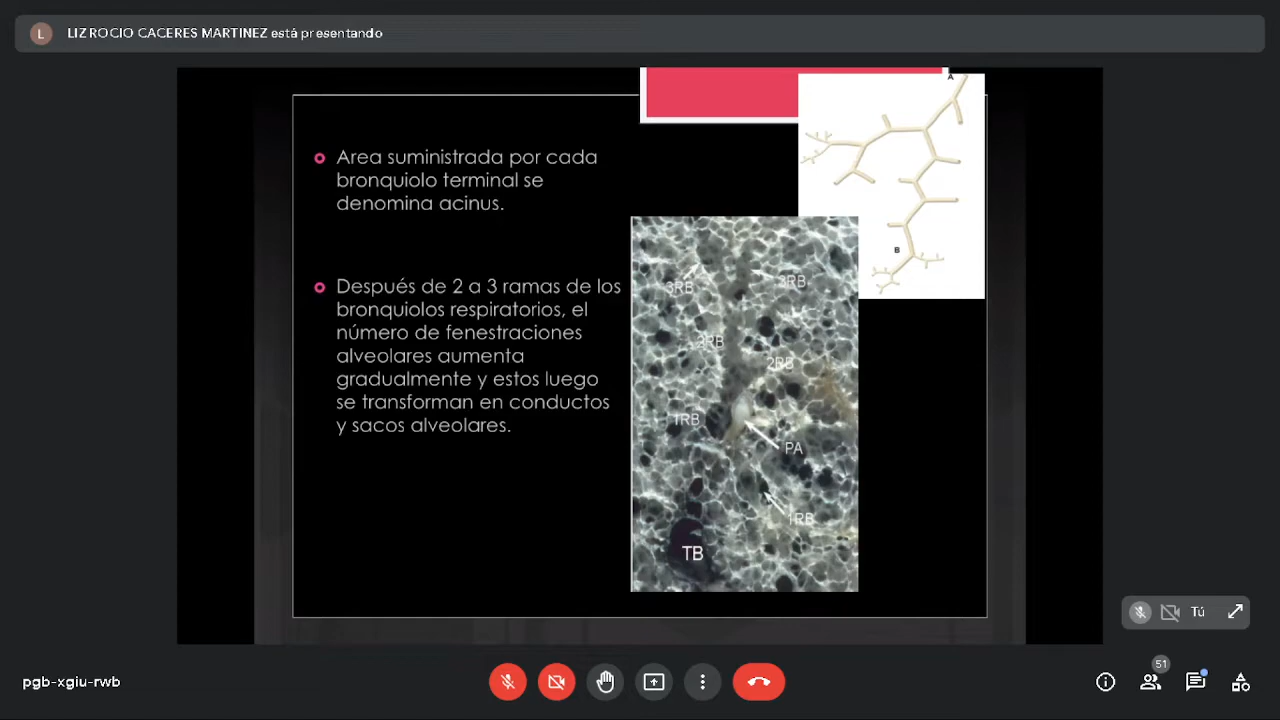 L LIZ ROCIO CACERES MARTINEZ está presentando
Area suministrada por cada
bronquiolo terminal se
denomina acinus.
Después de 2 a 3 ramas de los
bronquiolos respiratorios, el
número de fenestraciones
alveolares aumenta
gradualmente y estos luego
se transforman en conductos
y sacos alveolares.
A
B
3RB
3RB
2RB
2RB
1RB
PA
1RB
TB
Tú
pgb-xgiu-rwb
51